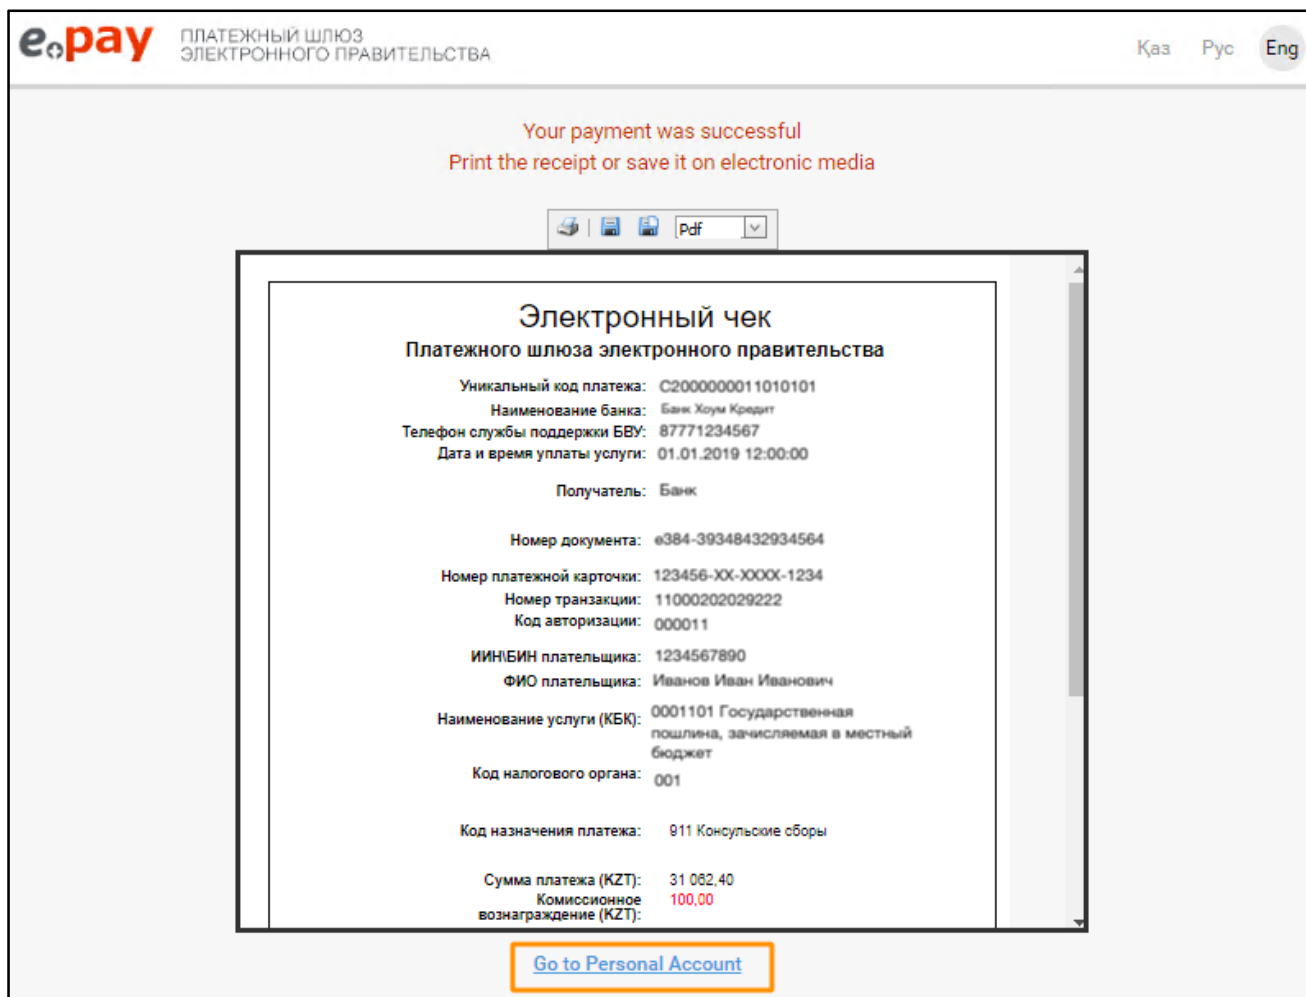 e.pay ПЛАТЕЖНЫЙ ШЛЮЗ
ЭЛЕКТРОННОГО ПРАВИТЕЛЬСТВА
Қаз Рус Eng
Your payment was successful
Print the receipt or save it on electronic media
Pdf
Электронный чек
Платежного шлюза электронного правительства
Уникальный код платежа: C2000000011010101
Наименование банка: Банк Хоум Кредит
Телефон службы поддержки БВУ: 87771234567
Дата и время уплаты услуги: 01.01.2019 12:00:00
Получатель: Банк
Номер документа: e384-39348432934564
Номер платежной карточки: 123456-XX-XXXX-1234
Номер транзакции: 11000202029222
Код авторизации: 000011
ИИН\БИН плательщика: 1234567890
ФИО плательщика: Иванов Иван Иванович
Наименование услуги (КБК): 0001101 Государственная
пошлина, зачисляемая в местный
бюджет
Код налогового органа: 001
Код назначения платежа: 911 Консульские сборы
Сумма платежа (KZT): 31 062,40
Комиссионное 100,00
вознаграждение (KZT):
Go to Personal Account